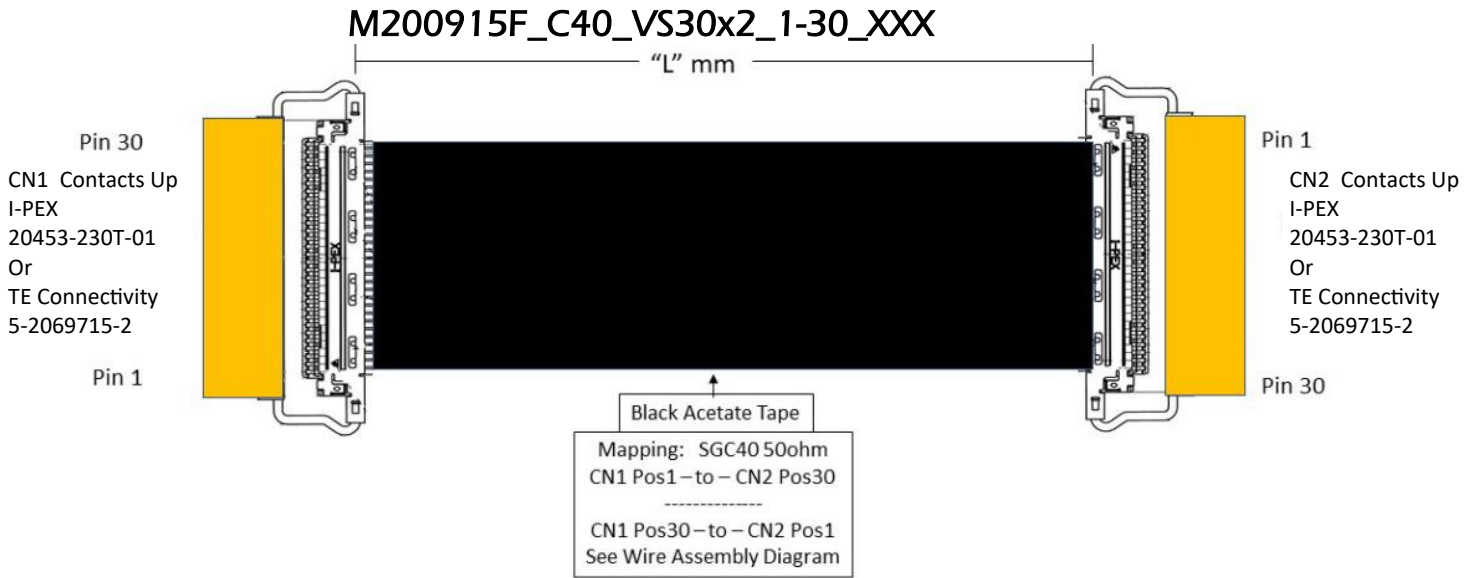 M200915F_C40_VS30x2_1-30_XXX
“L” mm
Pin 30
CN1 Contacts Up
I-PEX
20453-230T-01
Or
TE Connectivity
5-2069715-2
Pin 1
I-PEX
I-PEX
Pin 1
CN2 Contacts Up
I-PEX
20453-230T-01
Or
TE Connectivity
5-2069715-2
Pin 30
Black Acetate Tape
Mapping: SGC40 50ohm
CN1 Pos1 – to – CN2 Pos30
--------------
CN1 Pos30 – to – CN2 Pos1
See Wire Assembly Diagram